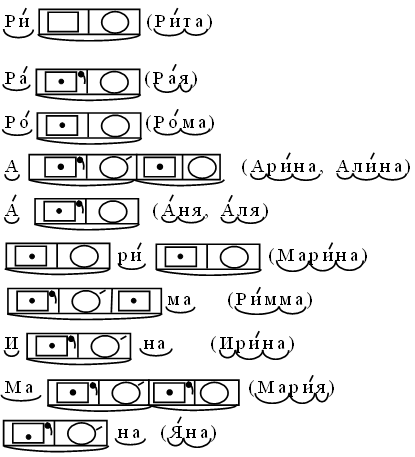 Ри́ (Ри́та)
Ра́ (Ра́я)
Ро́ (Ро́ма)
А (Ари́на, Али́на)
А́ (А́ня, А́ля)
ри́ (Мари́на)
ма (Ри́мма)
И на (Ири́на)
Ма (Мари́я)
на (Я́на)